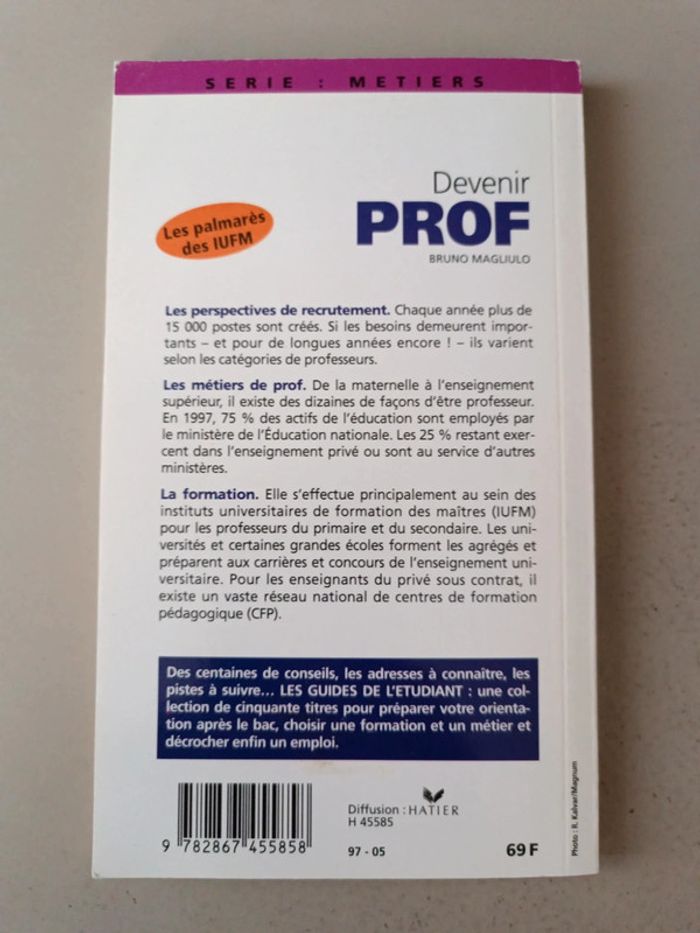 SERIE : METIERS
Devenir
PROF
BRUNO MAGLIULO
Les palmarès
des IUFM
Les perspectives de recrutement. Chaque année plus de
15 000 postes sont créés. Si les besoins demeurent impor-
tants – et pour de longues années encore ! – ils varient
selon les catégories de professeurs.
Les métiers de prof. De la maternelle à l'enseignement
supérieur, il existe des dizaines de façons d'être professeur.
En 1997, 75 % des actifs de l'éducation sont employés par
le ministère de l'Éducation nationale. Les 25 % restant exer-
cent dans l'enseignement privé ou sont au service d'autres
ministères.
La formation. Elle s'effectue principalement au sein des
instituts universitaires de formation des maîtres (IUFM)
pour les professeurs du primaire et du secondaire. Les uni-
versités et certaines grandes écoles forment les agrégés et
préparent aux carrières et concours de l'enseignement uni-
versitaire. Pour les enseignants du privé sous contrat, il
existe un vaste réseau national de centres de formation
pédagogique (CFP).
Des centaines de conseils, les adresses à connaître, les
pistes à suivre... LES GUIDES DE L'ETUDIANT : une col-
lection de cinquante titres pour préparer votre orienta-
tion après le bac, choisir une formation et un métier et
décrocher enfin un emploi.
Diffusion : HATIER
H 45585
9 782867 455858
97 - 05
69 F
Photo : R. Kalvar/Magnum